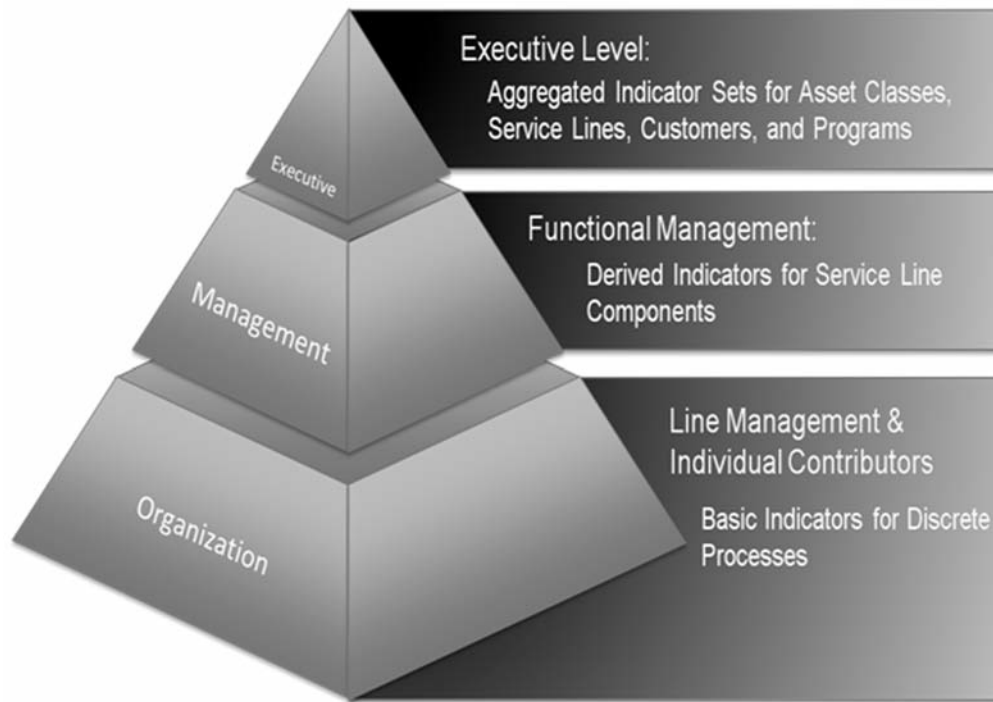 Executive Level:
Aggregated Indicator Sets for Asset Classes,
Service Lines, Customers, and Programs
Executive
Functional Management:
Derived Indicators for Service Line
Components
Management
Line Management &
Individual Contributors
Basic Indicators for Discrete
Processes
Organization